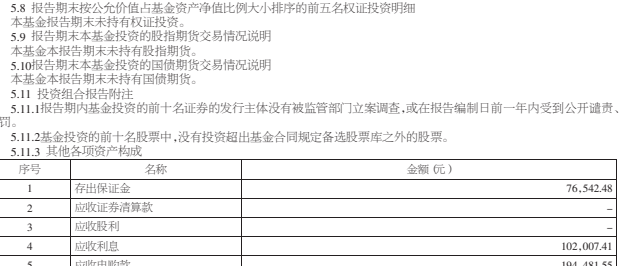 5.8 报告期末按公允价值占基金资产净值比例大小排序的前五名权证投资明细
本基金报告期末未持有权证投资。
5.9 报告期末本基金投资的股指期货交易情况说明
本基金本报告期末未持有股指期货。
5.10报告期末本基金投资的国债期货交易情况说明
本基金本报告期末未持有国债期货。
5.11 投资组合报告附注
5.11.1报告期内基金投资的前十名证券的发行主体没有被监管部门立案调查,或在报告编制日前一年内受到公开谴责、
罚。
5.11.2基金投资的前十名股票中,没有投资超出基金合同规定备选股票库之外的股票。
5.11.3 其他各项资产构成
序号 名称 金额(元)
1 存出保证金 76,542.48
2 应收证券清算款 –
3 应收股利 –
4 应收利息 102,007.41
5 应收申购款 194,481.55